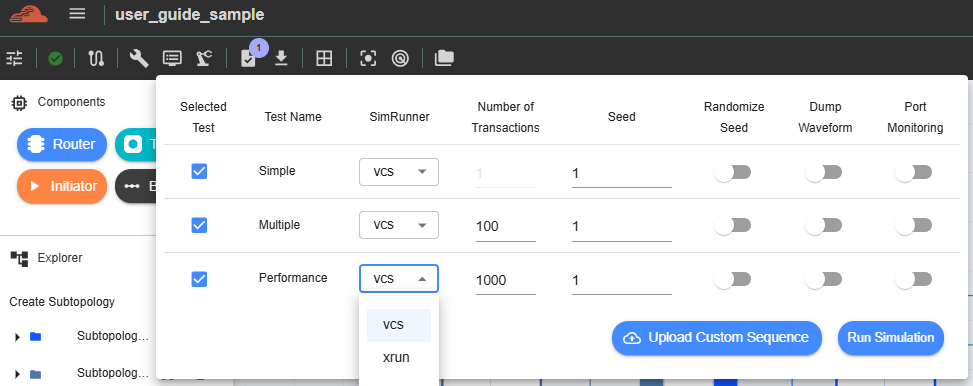 user_guide_sample
1
Components
Router
T
Initiator
B
Explorer
Create Subtopology
Subtopolog...
Subtopolog...
Selected Test
Test Name
SimRunner
Number of Transactions
Seed
Randomize Seed
Dump Waveform
Port Monitoring
Simple
vcs
1
1
Multiple
vcs
100
1
Performance
vcs
1000
1
vcs
xrun
Upload Custom Sequence
Run Simulation